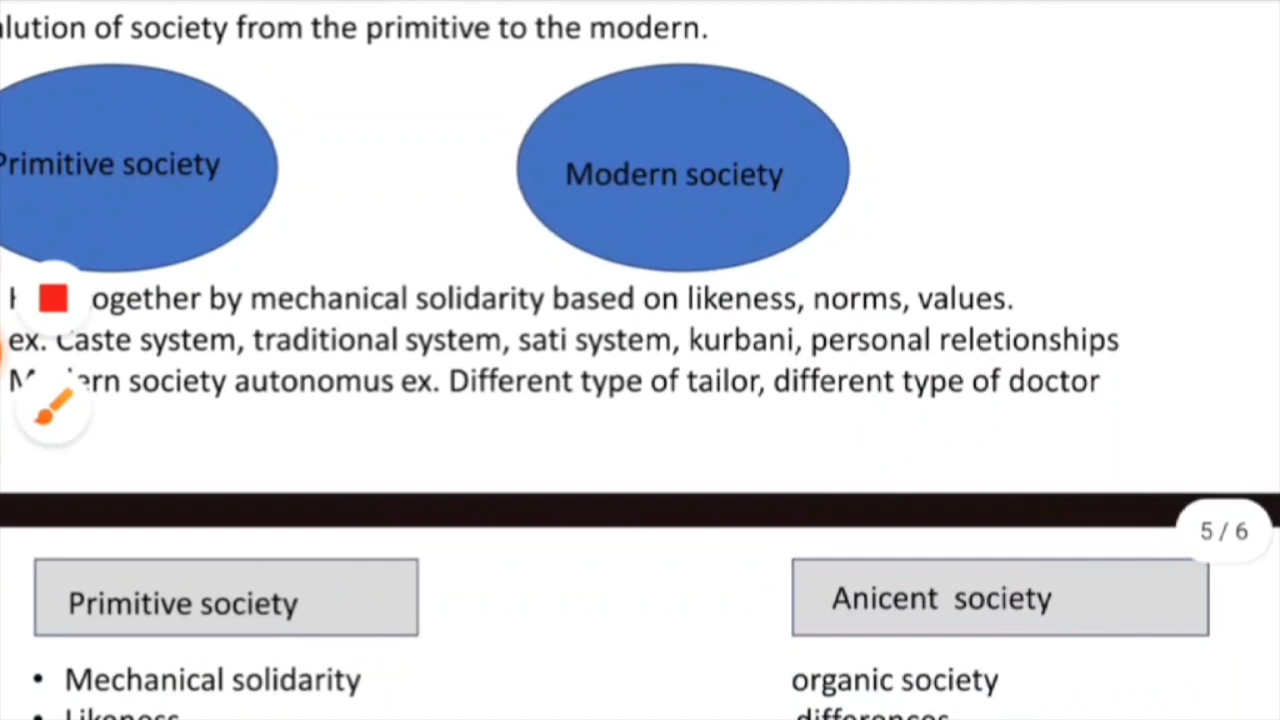 lution of society from the primitive to the modern.
Primitive society
Modern society
ogether by mechanical solidarity based on likeness, norms, values.
ex. Caste system, traditional system, sati system, kurbani, personal reletionships
society autonomus ex. Different type of tailor, different type of doctor
5 / 6
Primitive society
Anicent society
• Mechanical solidarity
organic society
• Likeness
differences